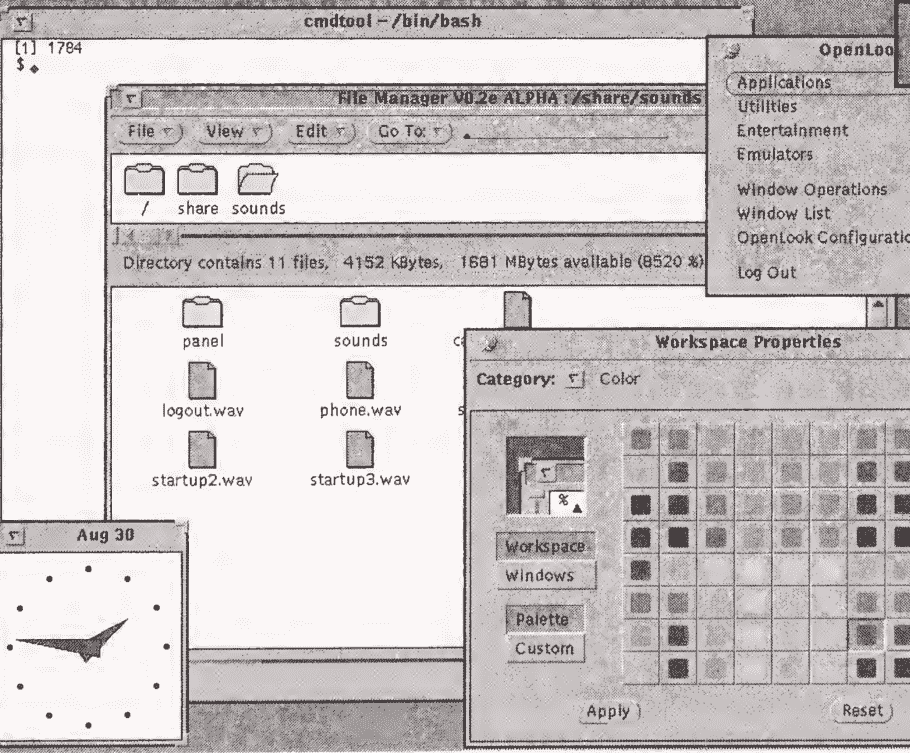 cmdtool – /bin/bash
[1] 1784
$
File Manager V0.2e ALPHA : /share/sounds
File View Edit Go To:
/ share sounds
Directory contains 11 files, 4152 KBytes, 1681 MBytes available (8520 %)
panel sounds
logout.wav phone.wav
startup2.wav startup3.wav
Applications
Utilities
Entertainment
Emulators
Window Operations
Window List
OpenLook
Log Out
Workspace Properties
Category: Color
%
Workspace
Windows
Palette
Custom
Apply Reset
Aug 30